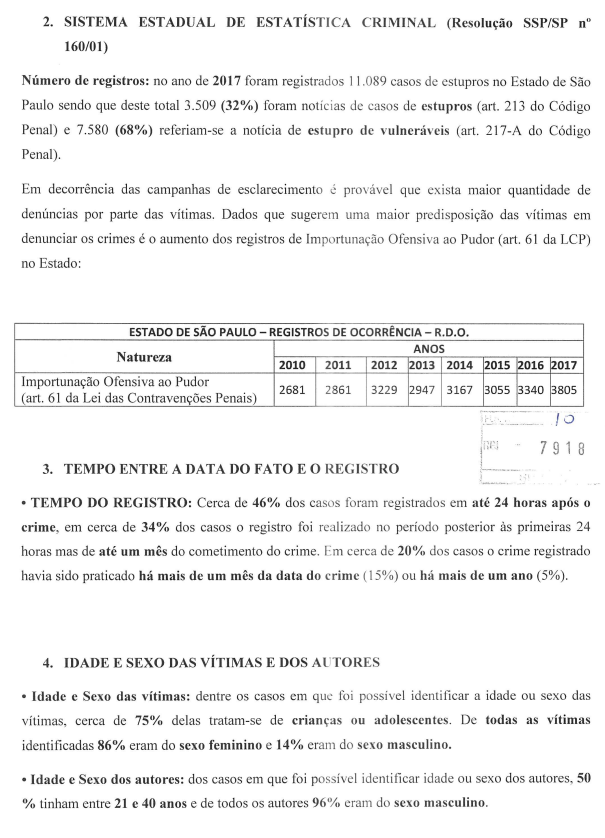 2. SISTEMA ESTADUAL DE ESTATÍSTICA CRIMINAL (Resolução SSP/SP nº
160/01)
Número de registros: no ano de 2017 foram registrados 11.089 casos de estupros no Estado de São
Paulo sendo que deste total 3.509 (32%) foram notícias de casos de estupros (art. 213 do Código
Penal) e 7.580 (68%) referiam-se a notícia de estupro de vulneráveis (art. 217-A do Código
Penal).
Em decorrência das campanhas de esclarecimento é provável que exista maior quantidade de
denúncias por parte das vítimas. Dados que sugerem uma maior predisposição das vítimas em
denunciar os crimes é o aumento dos registros de Importunação Ofensiva ao Pudor (art. 61 da LCP)
no Estado:
ESTADO DE SÃO PAULO – REGISTROS DE OCORRÊNCIA – R.D.O.
Natureza
ANOS
2010 2011 2012 2013 2014 2015 2016 2017
Importunação Ofensiva ao Pudor
(art. 61 da Lei das Contravenções Penais)
2681 2861 3229 2947 3167 3055 3340 3805
10
7918
3. TEMPO ENTRE A DATA DO FATO E O REGISTRO
• TEMPO DO REGISTRO: Cerca de 46% dos casos foram registrados em até 24 horas após o
crime, em cerca de 34% dos casos o registro foi realizado no período posterior às primeiras 24
horas mas de até um mês do cometimento do crime. Em cerca de 20% dos casos o crime registrado
havia sido praticado há mais de um mês da data do crime (15%) ou há mais de um ano (5%).
4. IDADE E SEXO DAS VÍTIMAS E DOS AUTORES
• Idade e Sexo das vítimas: dentre os casos em que foi possível identificar a idade ou sexo das
vítimas, cerca de 75% delas tratam-se de crianças ou adolescentes. De todas as vítimas
identificadas 86% eram do sexo feminino e 14% eram do sexo masculino.
• Idade e Sexo dos autores: dos casos em que foi possível identificar idade ou sexo dos autores, 50
% tinham entre 21 e 40 anos e de todos os autores 96% eram do sexo masculino.